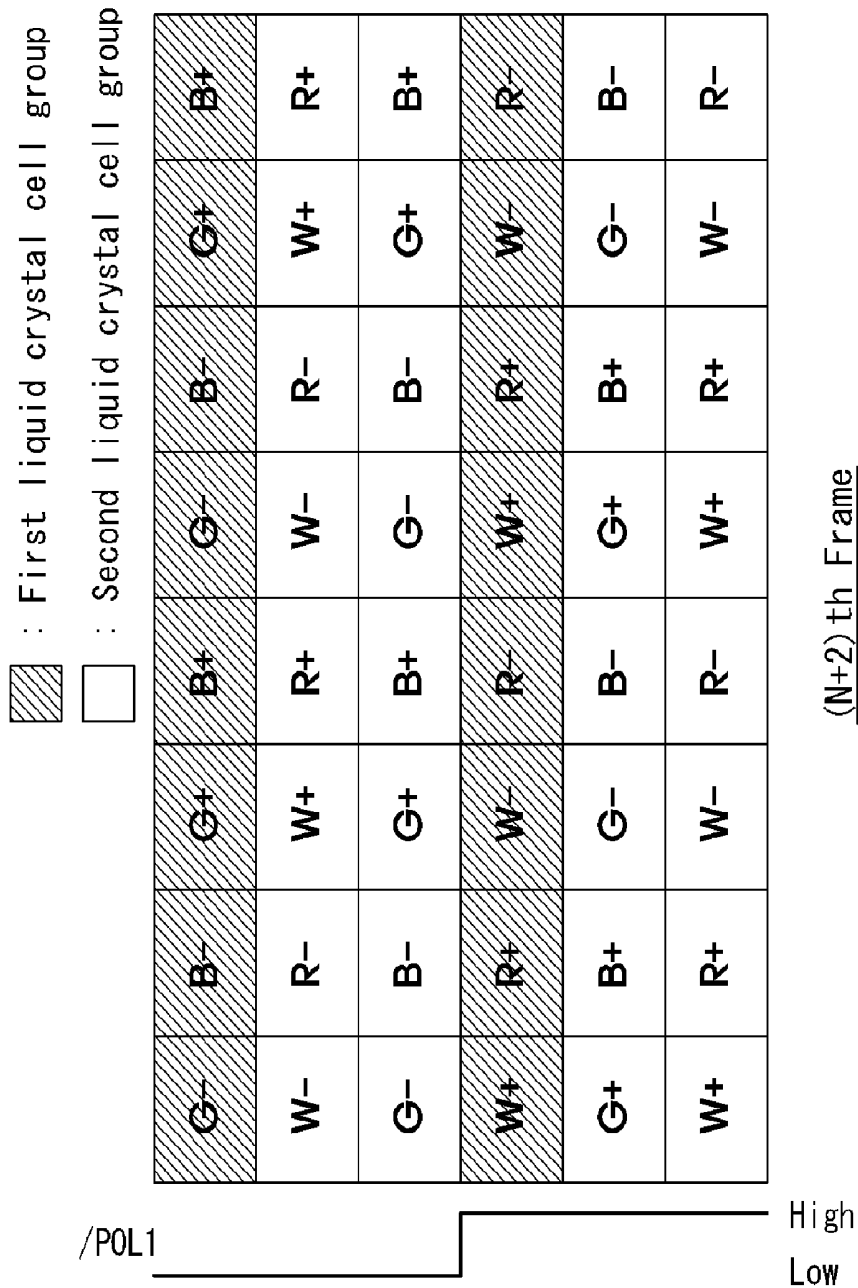 : First liquid crystal cell group
: Second liquid crystal cell group
/POL1
G- B- G+ B+ G- B- G+ B+
W- R- W+ R+ W- R- W+ R+
G- B- G+ B+ G- B- G+ B+
W+ R+ W- R- W+ R+ W- R-
G+ B+ G- B- G+ B+ G- B-
W+ R+ W- R- W+ R+ W- R-
High
Low
(N+2)th Frame